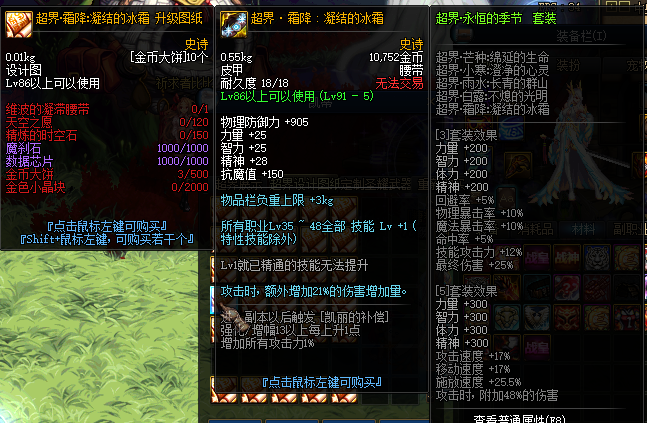 超界·霜降:凝结的冰霜 升级图纸
史诗
0.01kg
[金币大饼]10个
设计图
Lv86以上可以使用
维波的凝带腰带 0/1
天空之愿 0/120
精炼的时空石 0/150
魔刹石 1000/1000
数据芯片 1000/1000
金币大饼 3/500
金色小晶块 0/2000
『点击鼠标左键可购买』
『Shift+鼠标左键, 可购买若干个』
超界·霜降:凝结的冰霜
史诗
0.55kg
10,752金币
皮甲
腰带
耐久度 18/18
无法交易
Lv86以上可以使用 (Lv91 - 5)
物理防御力 +905
力量 +25
智力 +25
精神 +28
抗魔值 +150
物品栏负重上限 +3kg
所有职业Lv35 ~ 48全部 技能 Lv +1 (
特性技能除外)
Lv1就已精通的技能无法提升
攻击时, 额外增加21%的伤害增加量。
进入副本以后触发 [凯丽的补偿]
强化/增幅13以上每上升1点
增加所有攻击力1%
『点击鼠标左键可购买』
超界·永恒的季节 套装
装备栏(I)
超界·芒种:绵延的生命
超界·小寒:澄净的心灵
超界·雨水:长青的群山
超界·白露:不熄的光明
超界·霜降:凝结的冰霜
[3]套装效果
力量 +200
智力 +200
体力 +200
精神 +200
回避率 +5%
物理暴击率 +10%
魔法暴击率 +10%
命中率 +5%
技能攻击力 +12%
最终伤害 +25%
[5]套装效果
力量 +300
智力 +300
体力 +300
精神 +300
攻击速度 +17%
移动速度 +17%
施放速度 +25.5%
攻击时, 附加48%的伤害
查看普通属性(F8)
材料
副职业